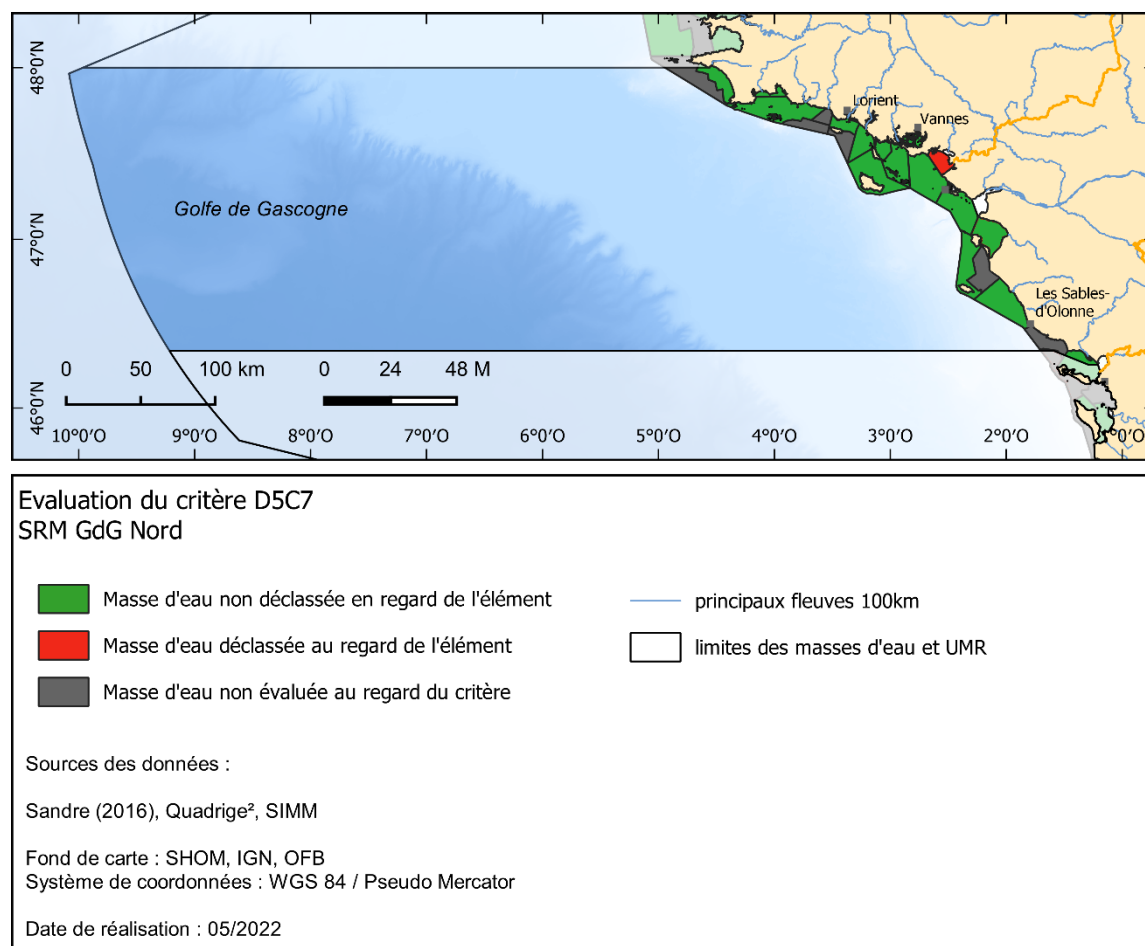 48°0'N
47°0'N
46°0'N
Lorient
Vannes
Golfe de Gascogne
Les Sables-
d'Olonne
0 50 100 km
0 24 48 M
10°0'O 9°0'O 8°0'O 7°0'O 6°0'O 5°0'O 4°0'O 3°0'O 2°0'O 1°0'O
Evaluation du critère D5C7
SRM GdG Nord
Masse d'eau non déclassée en regard de l'élément
Masse d'eau déclassée au regard de l'élément
Masse d'eau non évaluée au regard du critère
principaux fleuves 100km
limites des masses d'eau et UMR
Sources des données :
Sandre (2016), Quadrige², SIMM
Fond de carte : SHOM, IGN, OFB
Système de coordonnées : WGS 84 / Pseudo Mercator
Date de réalisation : 05/2022